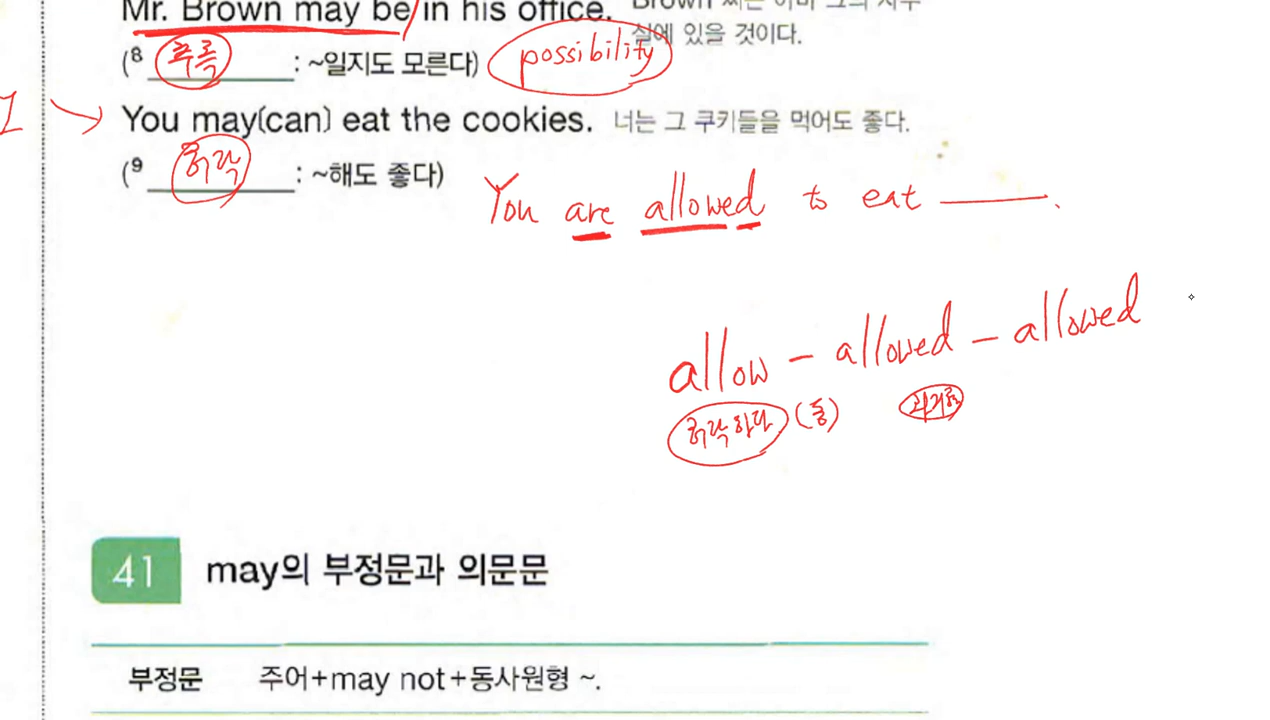 Mr. Brown may be in his office.
실에 있을 것이다.
(8 추측 : ~일지도 모른다) possibility
You may(can) eat the cookies. 너는 그 쿠키들을 먹어도 좋다.
(9 허락 : ~해도 좋다)
You are allowed to eat ____.
allow - allowed - allowed
허락하다 (동) 과거형
41 may의 부정문과 의문문
부정문 주어+may not+동사원형 ~.